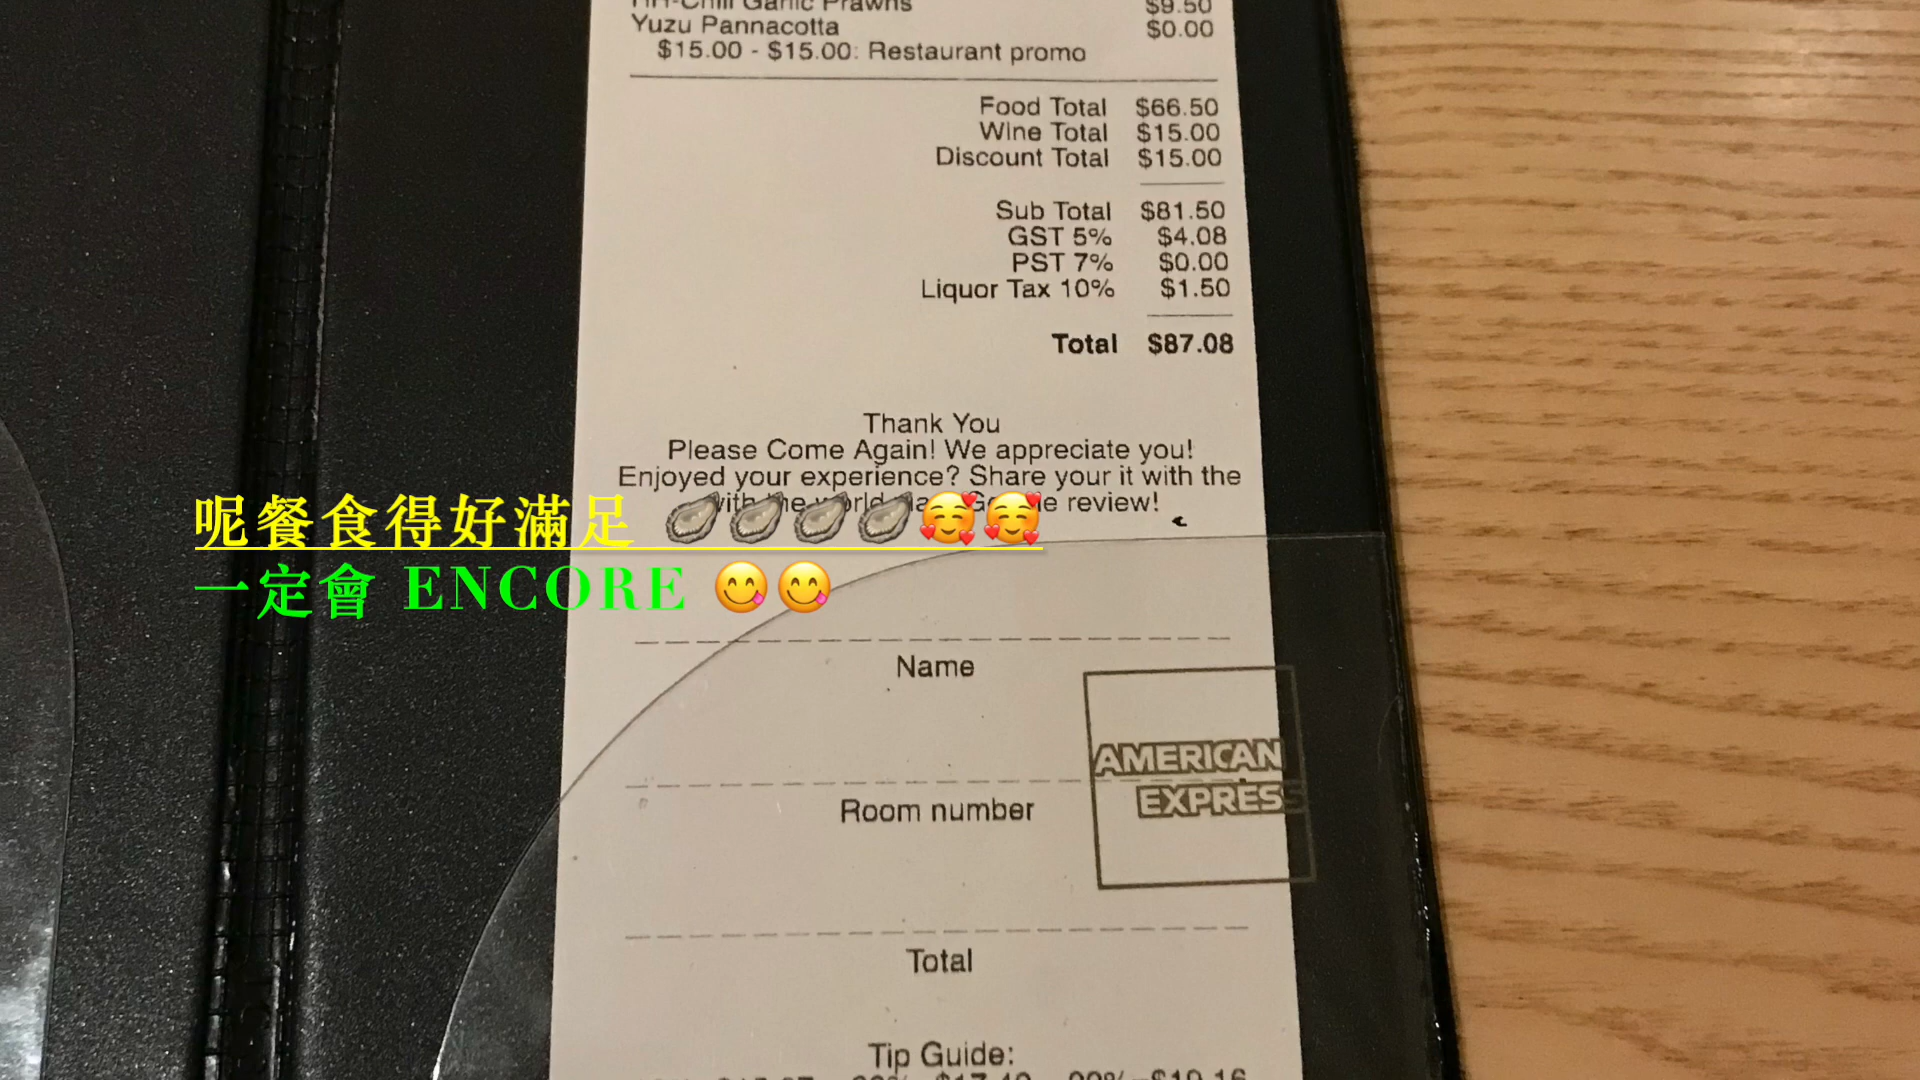 Prawns $9.50
Yuzu Pannacotta $0.00
$15.00 - $15.00: Restaurant promo
Food Total $66.50
Wine Total $15.00
Discount Total $15.00
Sub Total $81.50
GST 5% $4.08
PST 7% $0.00
Liquor Tax 10% $1.50
Total $87.08
Thank You
Please Come Again! We appreciate you!
Enjoyed your experience? Share your it with the
review!
呢餐食得好滿足 🦪🦪🦪🦪🥰🥰
一定會 ENCORE 😋😋
Name
Room number
AMERICAN
EXPRESS
Total
Tip Guide: